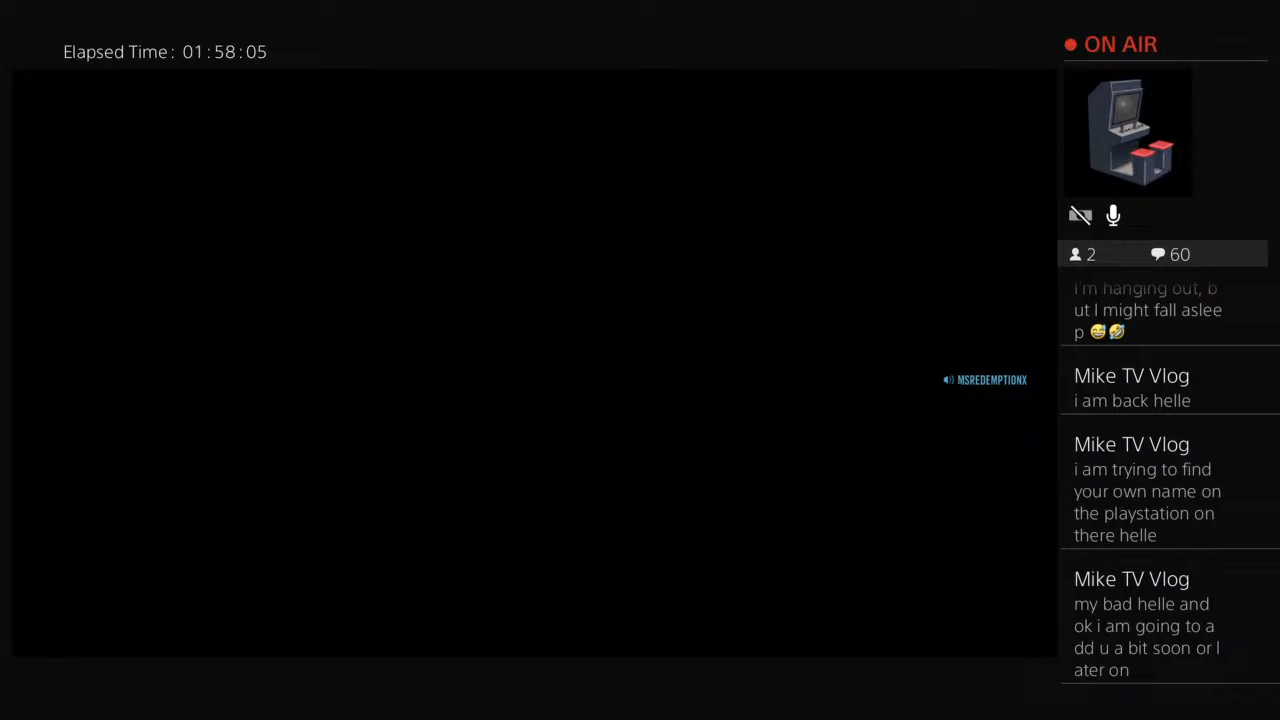 Elapsed Time: 01:58:05
ON AIR
2 60
I'm hanging out, b
ut I might fall aslee
p 😅🤣
MSREDEMPTIONX
Mike TV Vlog
i am back helle
Mike TV Vlog
i am trying to find
your own name on
the playstation on
there helle
Mike TV Vlog
my bad helle and
ok i am going to a
dd u a bit soon or l
ater on